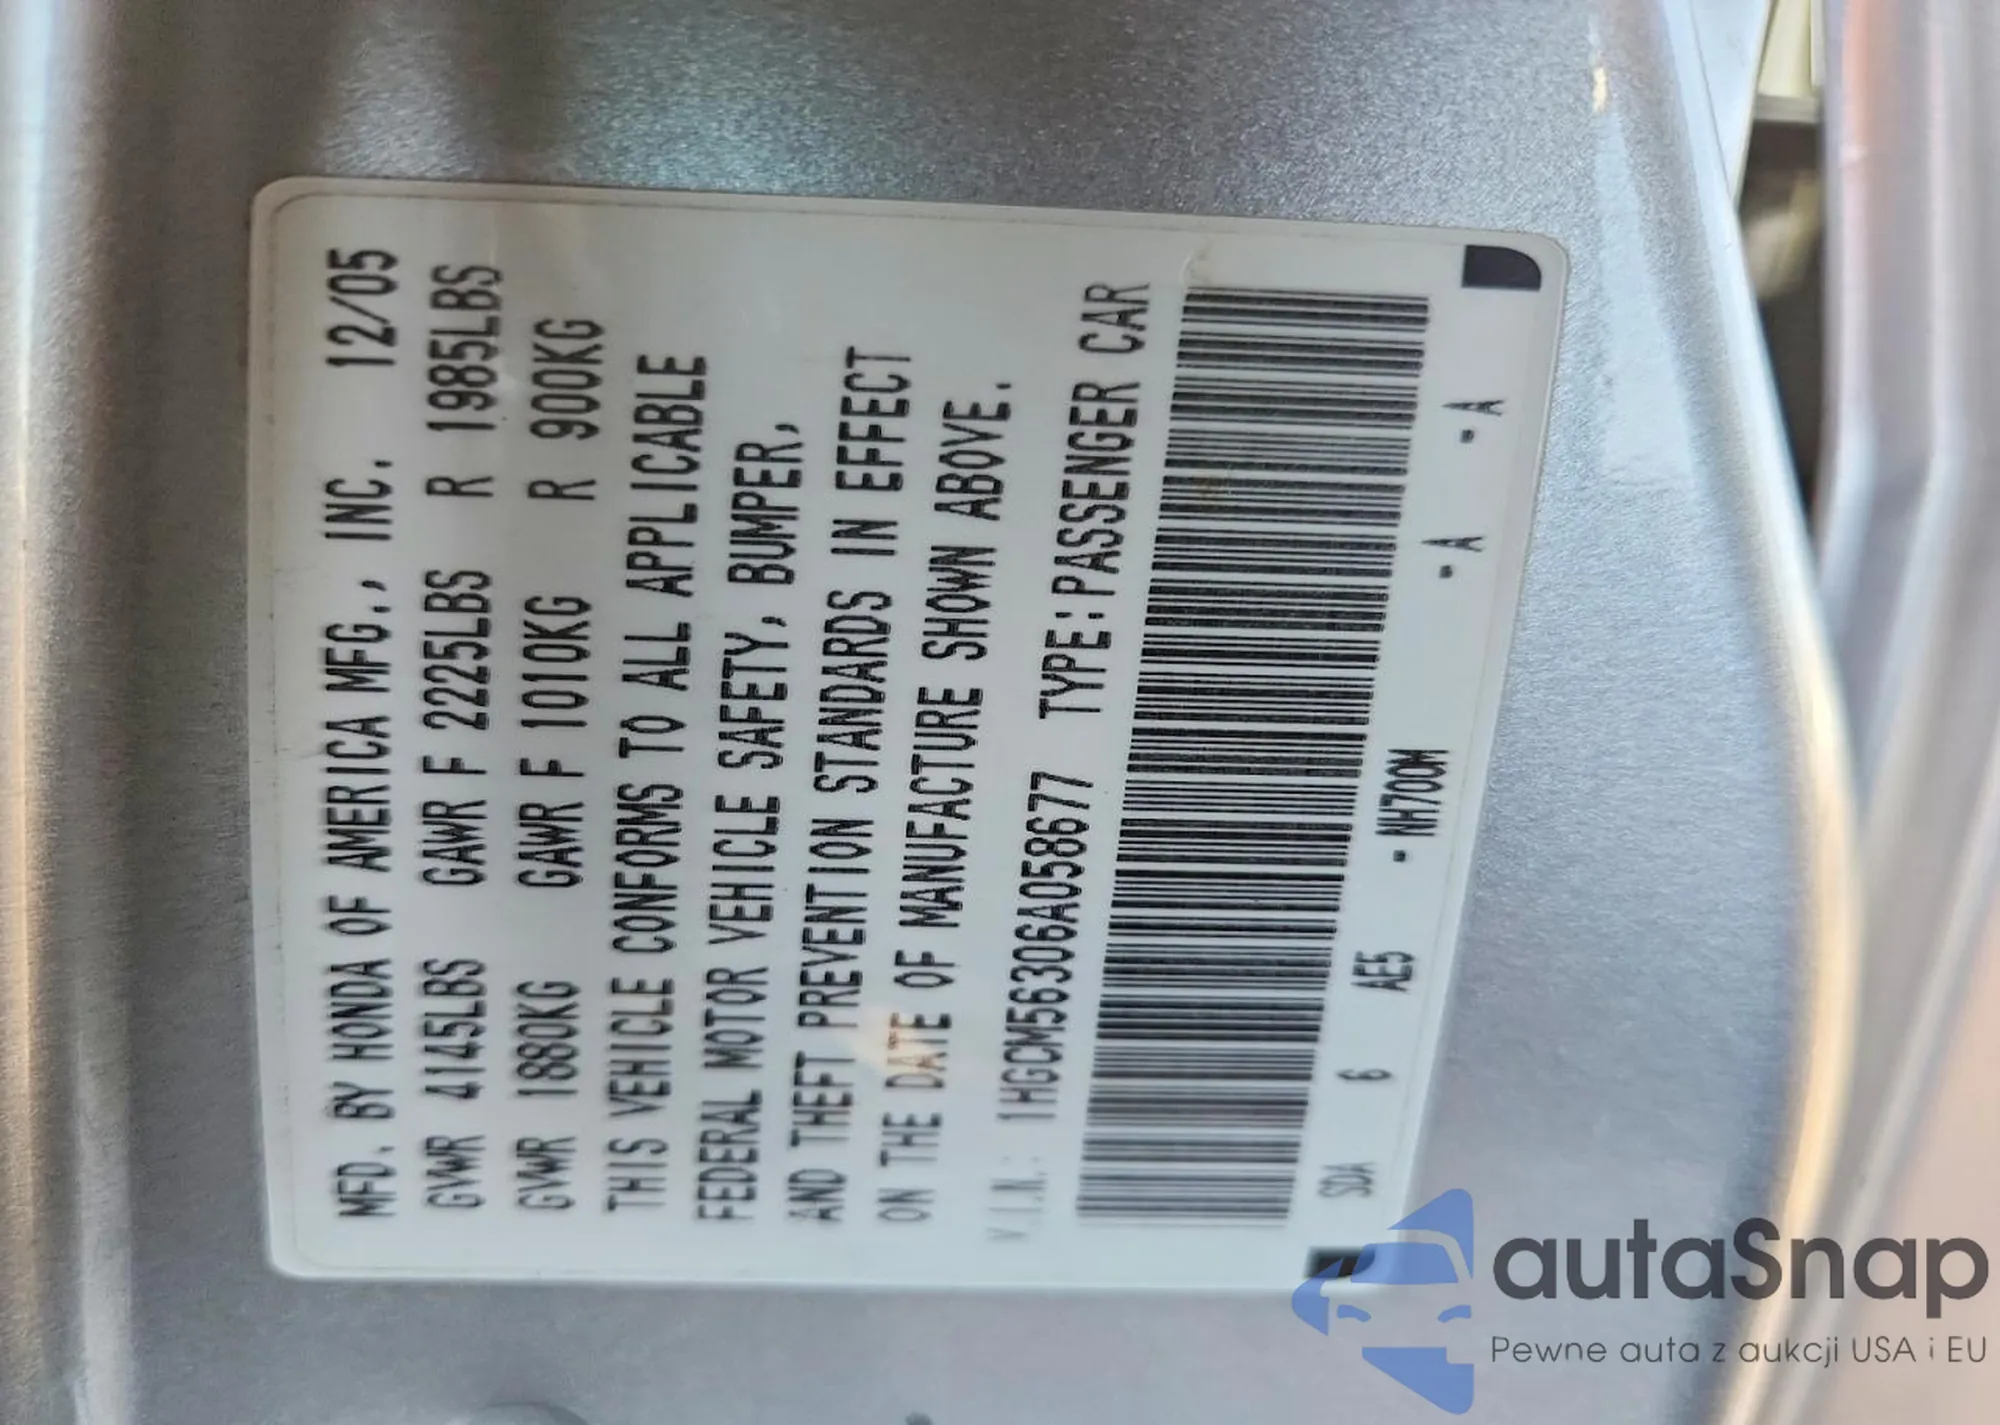 MFD. BY HONDA OF AMERICA MFG., INC. 12/05
GVWR 4145LBS GAWR F 2225LBS R 1985LBS
GVWR 1880KG GAWR F 1010KG R 900KG
THIS VEHICLE CONFORMS TO ALL APPLICABLE
FEDERAL MOTOR VEHICLE SAFETY, BUMPER,
AND THEFT PREVENTION STANDARDS IN EFFECT
ON THE DATE OF MANUFACTURE SHOWN ABOVE.
V.I.N.: 1HGCM56306A058677 TYPE:PASSENGER CAR
SDA 6 AE5 - NH700M - A - A
autaSnap
Pewne auta z aukcji USA i EU